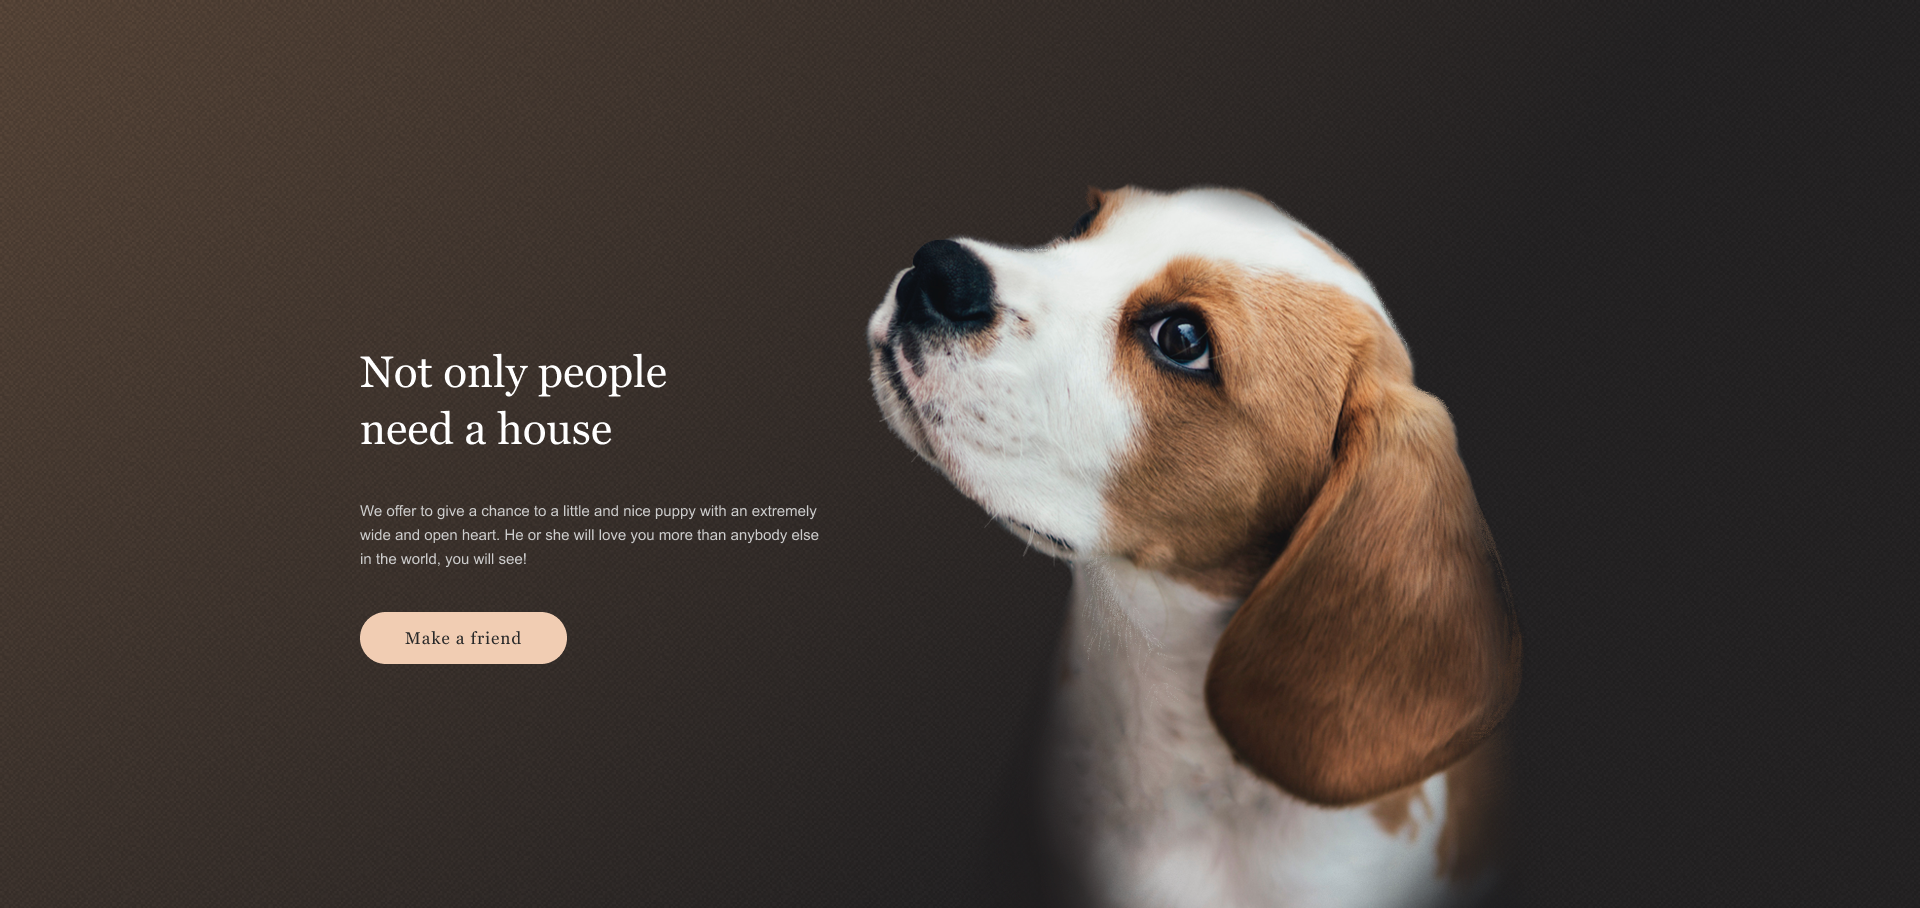 Not only people
need a house
We offer to give a chance to a little and nice puppy with an extremely
wide and open heart. He or she will love you more than anybody else
in the world, you will see!
Make a friend